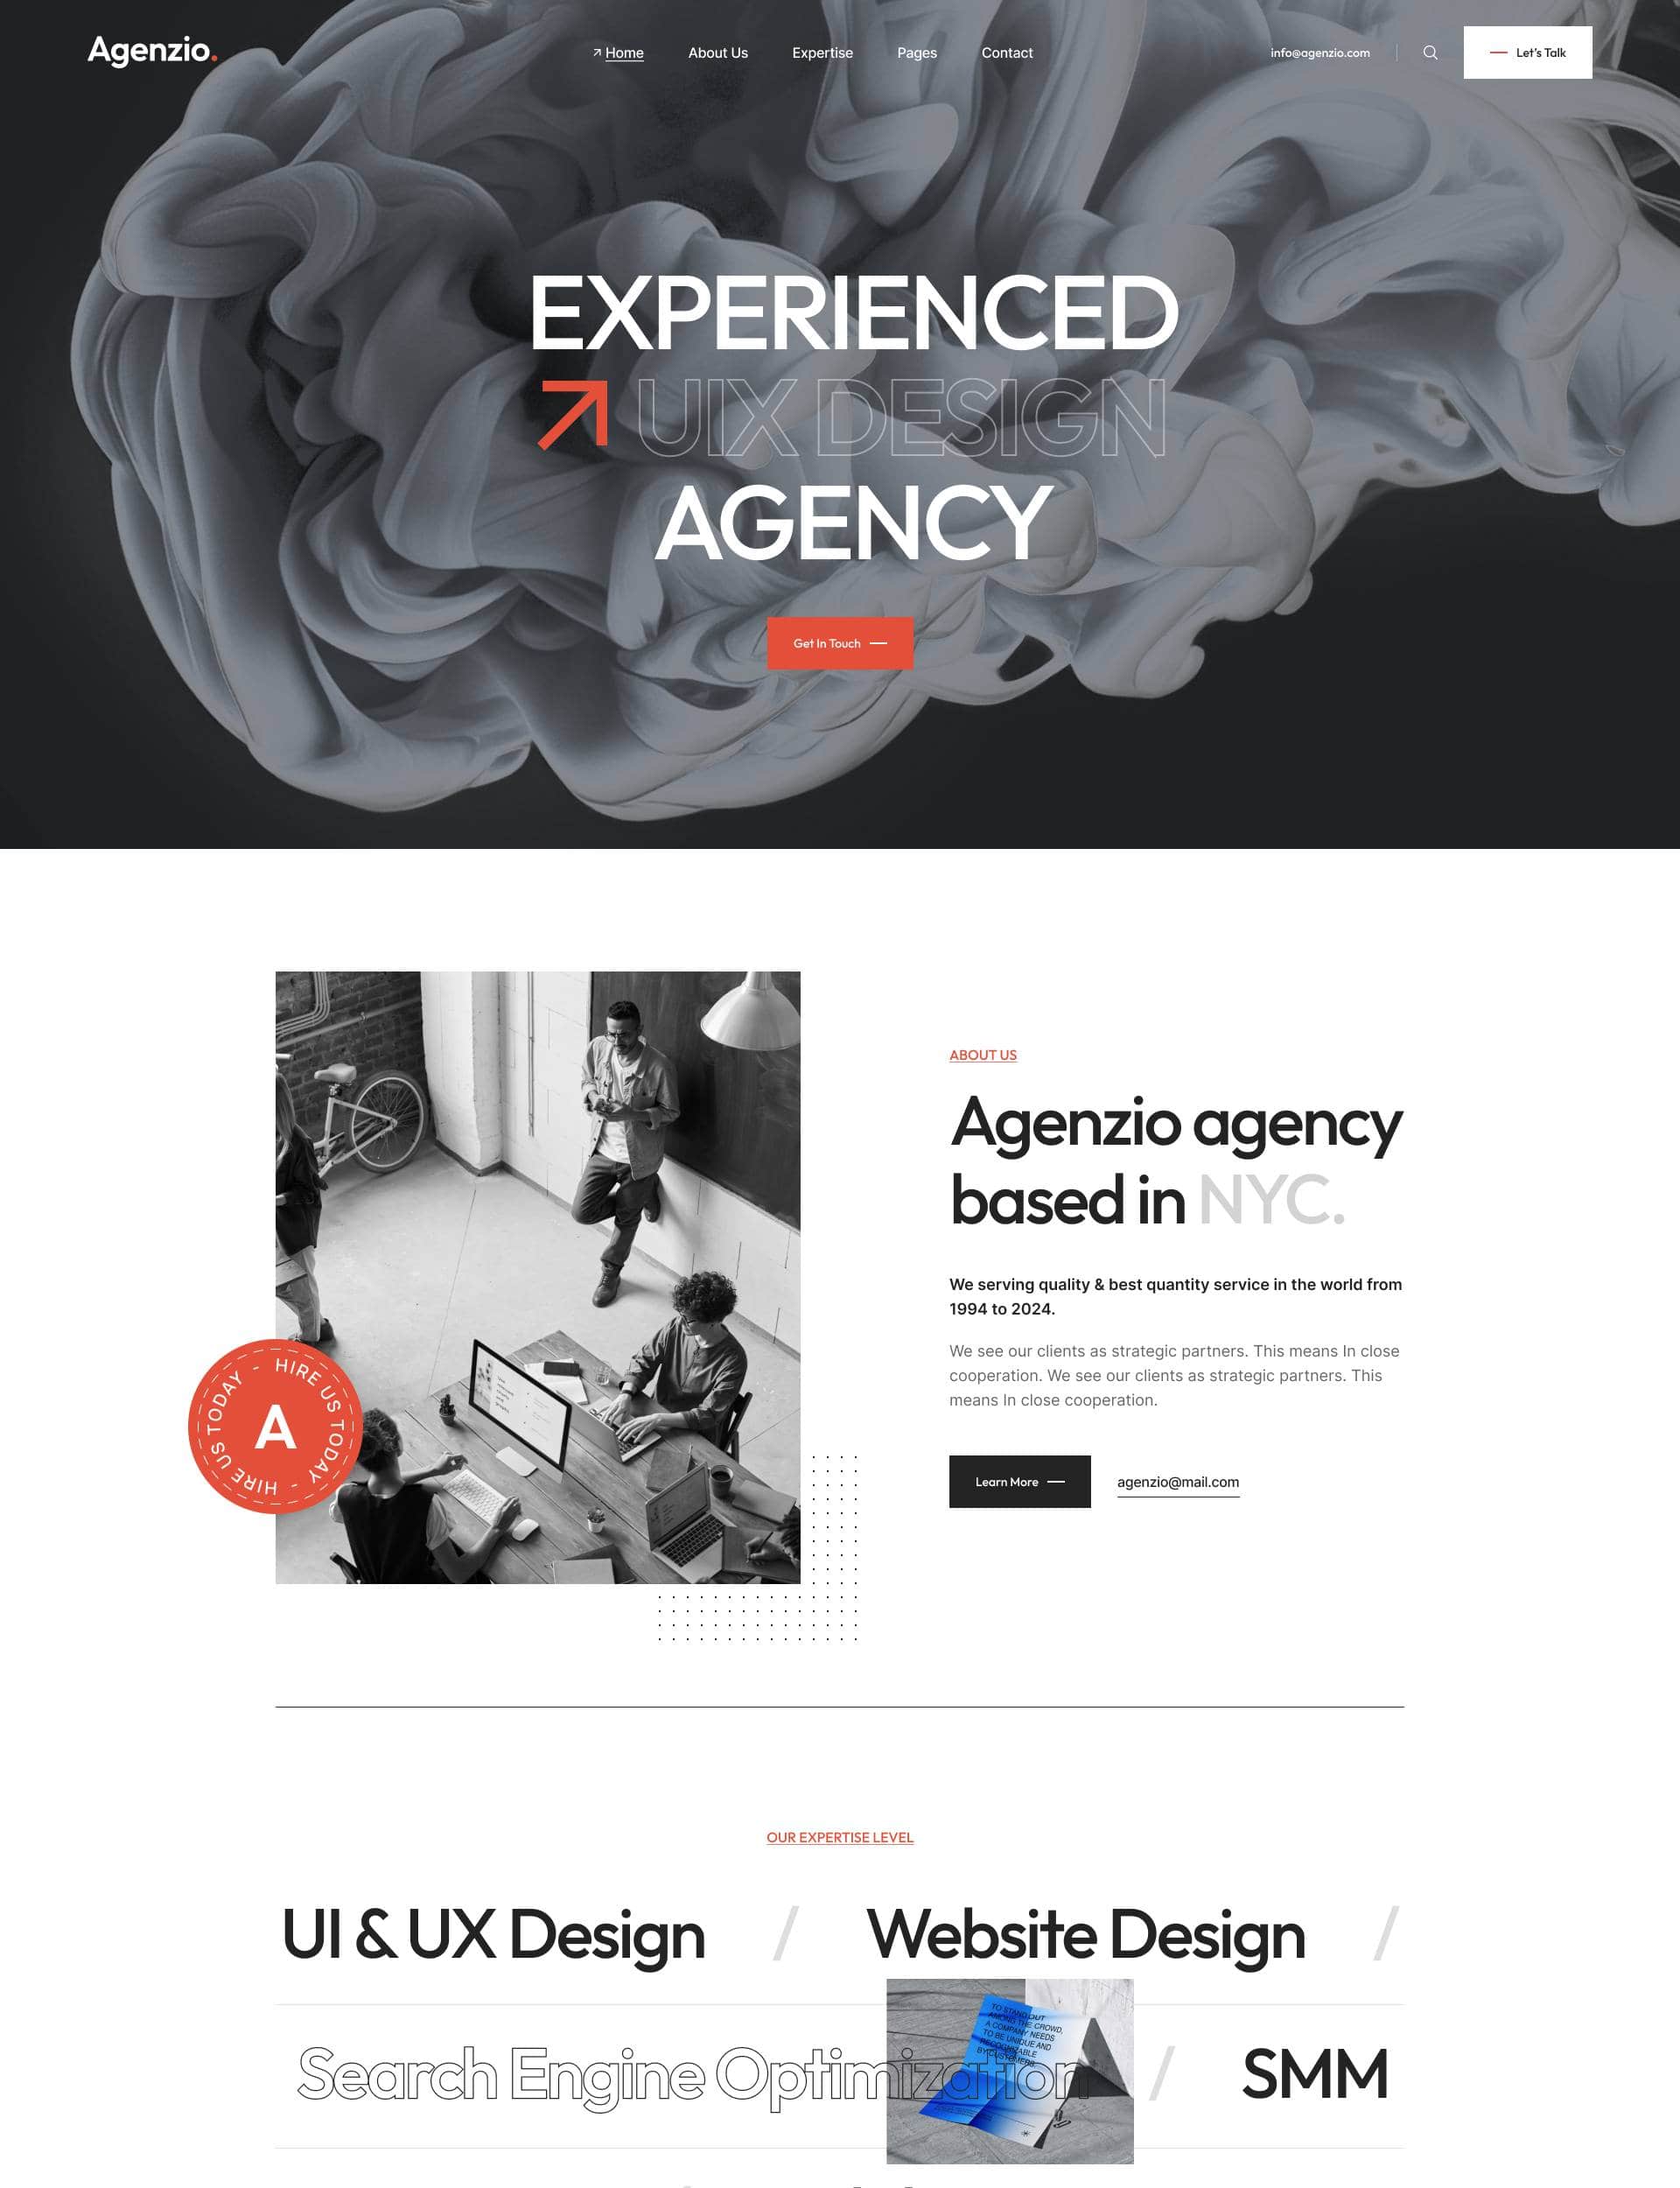 Agenzio.
Home About Us Expertise Pages Contact
info@agenzio.com
Let's Talk
EXPERIENCED
UIX DESIGN
AGENCY
Get In Touch
HIRE US TODAY - HIRE US TODAY -
A
ABOUT US
Agenzio agency
based in NYC.
We serving quality & best quantity service in the world from
1994 to 2024.
We see our clients as strategic partners. This means In close
cooperation. We see our clients as strategic partners. This
means In close cooperation.
Learn More
agenzio@mail.com
OUR EXPERTISE LEVEL
UI & UX Design / Website Design /
TO STAND OUT
AMONG THE CROWD,
A COMPANY NEEDS
TO BE UNIQUE AND
RECOGNIZABLE
BY CUSTOMERS.
Search Engine Optimization / SMM